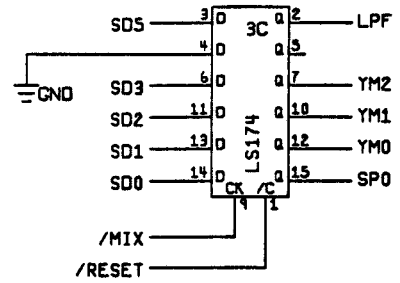 SD5 3 D 3C Q 2 LPF
4 D Q 5
GND
SD3 6 D Q 7 YM2
SD2 11 D Q 10 YM1
SD1 13 D LS174 Q 12 YM0
SD0 14 D Q 15 SP0
CK /C
9 1
/MIX
/RESET